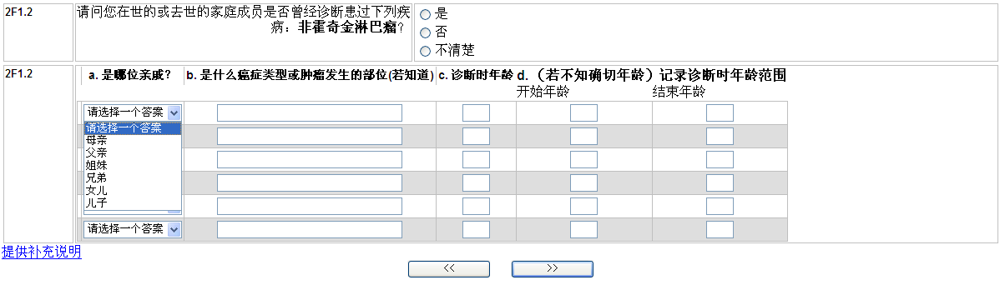 2F1.2
请问您在世的或去世的家庭成员是否曾经诊断患过下列疾
病：非霍奇金淋巴瘤？
是
否
不清楚
2F1.2
a. 是哪位亲戚？ b. 是什么癌症类型或肿瘤发生的部位(若知道) c. 诊断时年龄 d.（若不知确切年龄）记录诊断时年龄范围
开始年龄 结束年龄
请选择一个答案
请选择一个答案
母亲
父亲
姐妹
兄弟
女儿
儿子
请选择一个答案
提供补充说明
<< >>